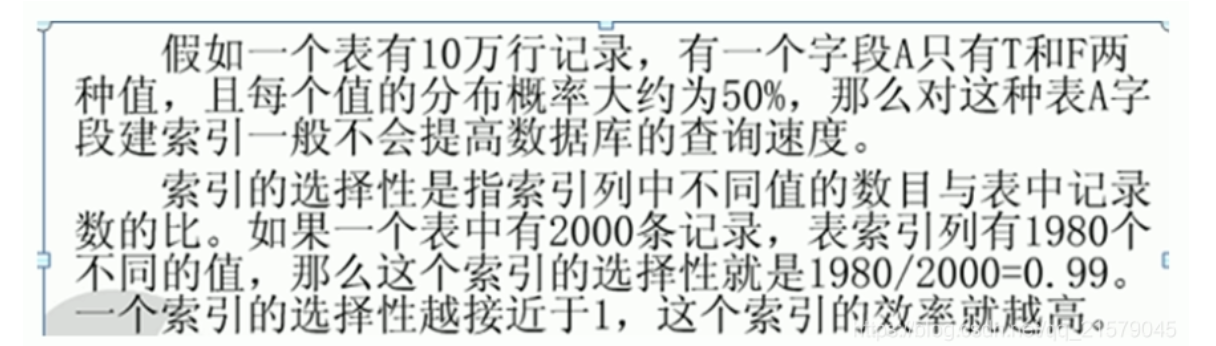 假如一个表有10万行记录，有一个字段A只有T和F两
种值，且每个值的分布概率大约为50%，那么对这种表A字
段建索引一般不会提高数据库的查询速度。
索引的选择性是指索引列中不同值的数目与表中记录
数的比。如果一个表中有2000条记录，表索引列有1980个
不同的值，那么这个索引的选择性就是1980/2000=0.99。
一个索引的选择性越接近于1，这个索引的效率就越高。
https://blog.csdn.net/qq_21579045